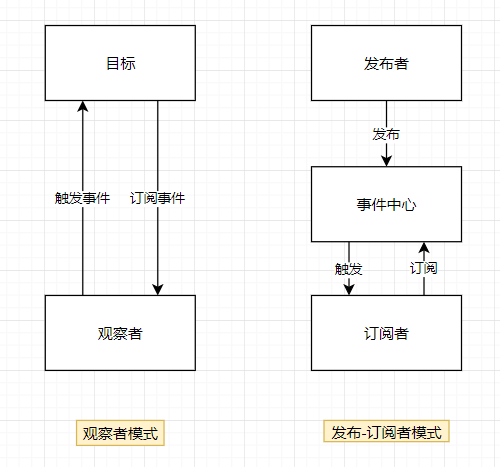 目标
发布者
发布
触发事件
订阅事件
事件中心
触发
订阅
观察者
订阅者
观察者模式
发布-订阅者模式